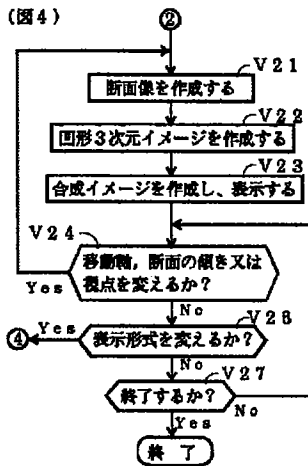 (図4)
②
V21
断面像を作成する
V22
凹形3次元イメージを作成する
V23
合成イメージを作成し、表示する
V24
移動軸,断面の傾き又は
視点を変えるか?
Yes
No
V26
④
Yes
表示形式を変えるか?
No
V27
終了するか?
No
Yes
終了